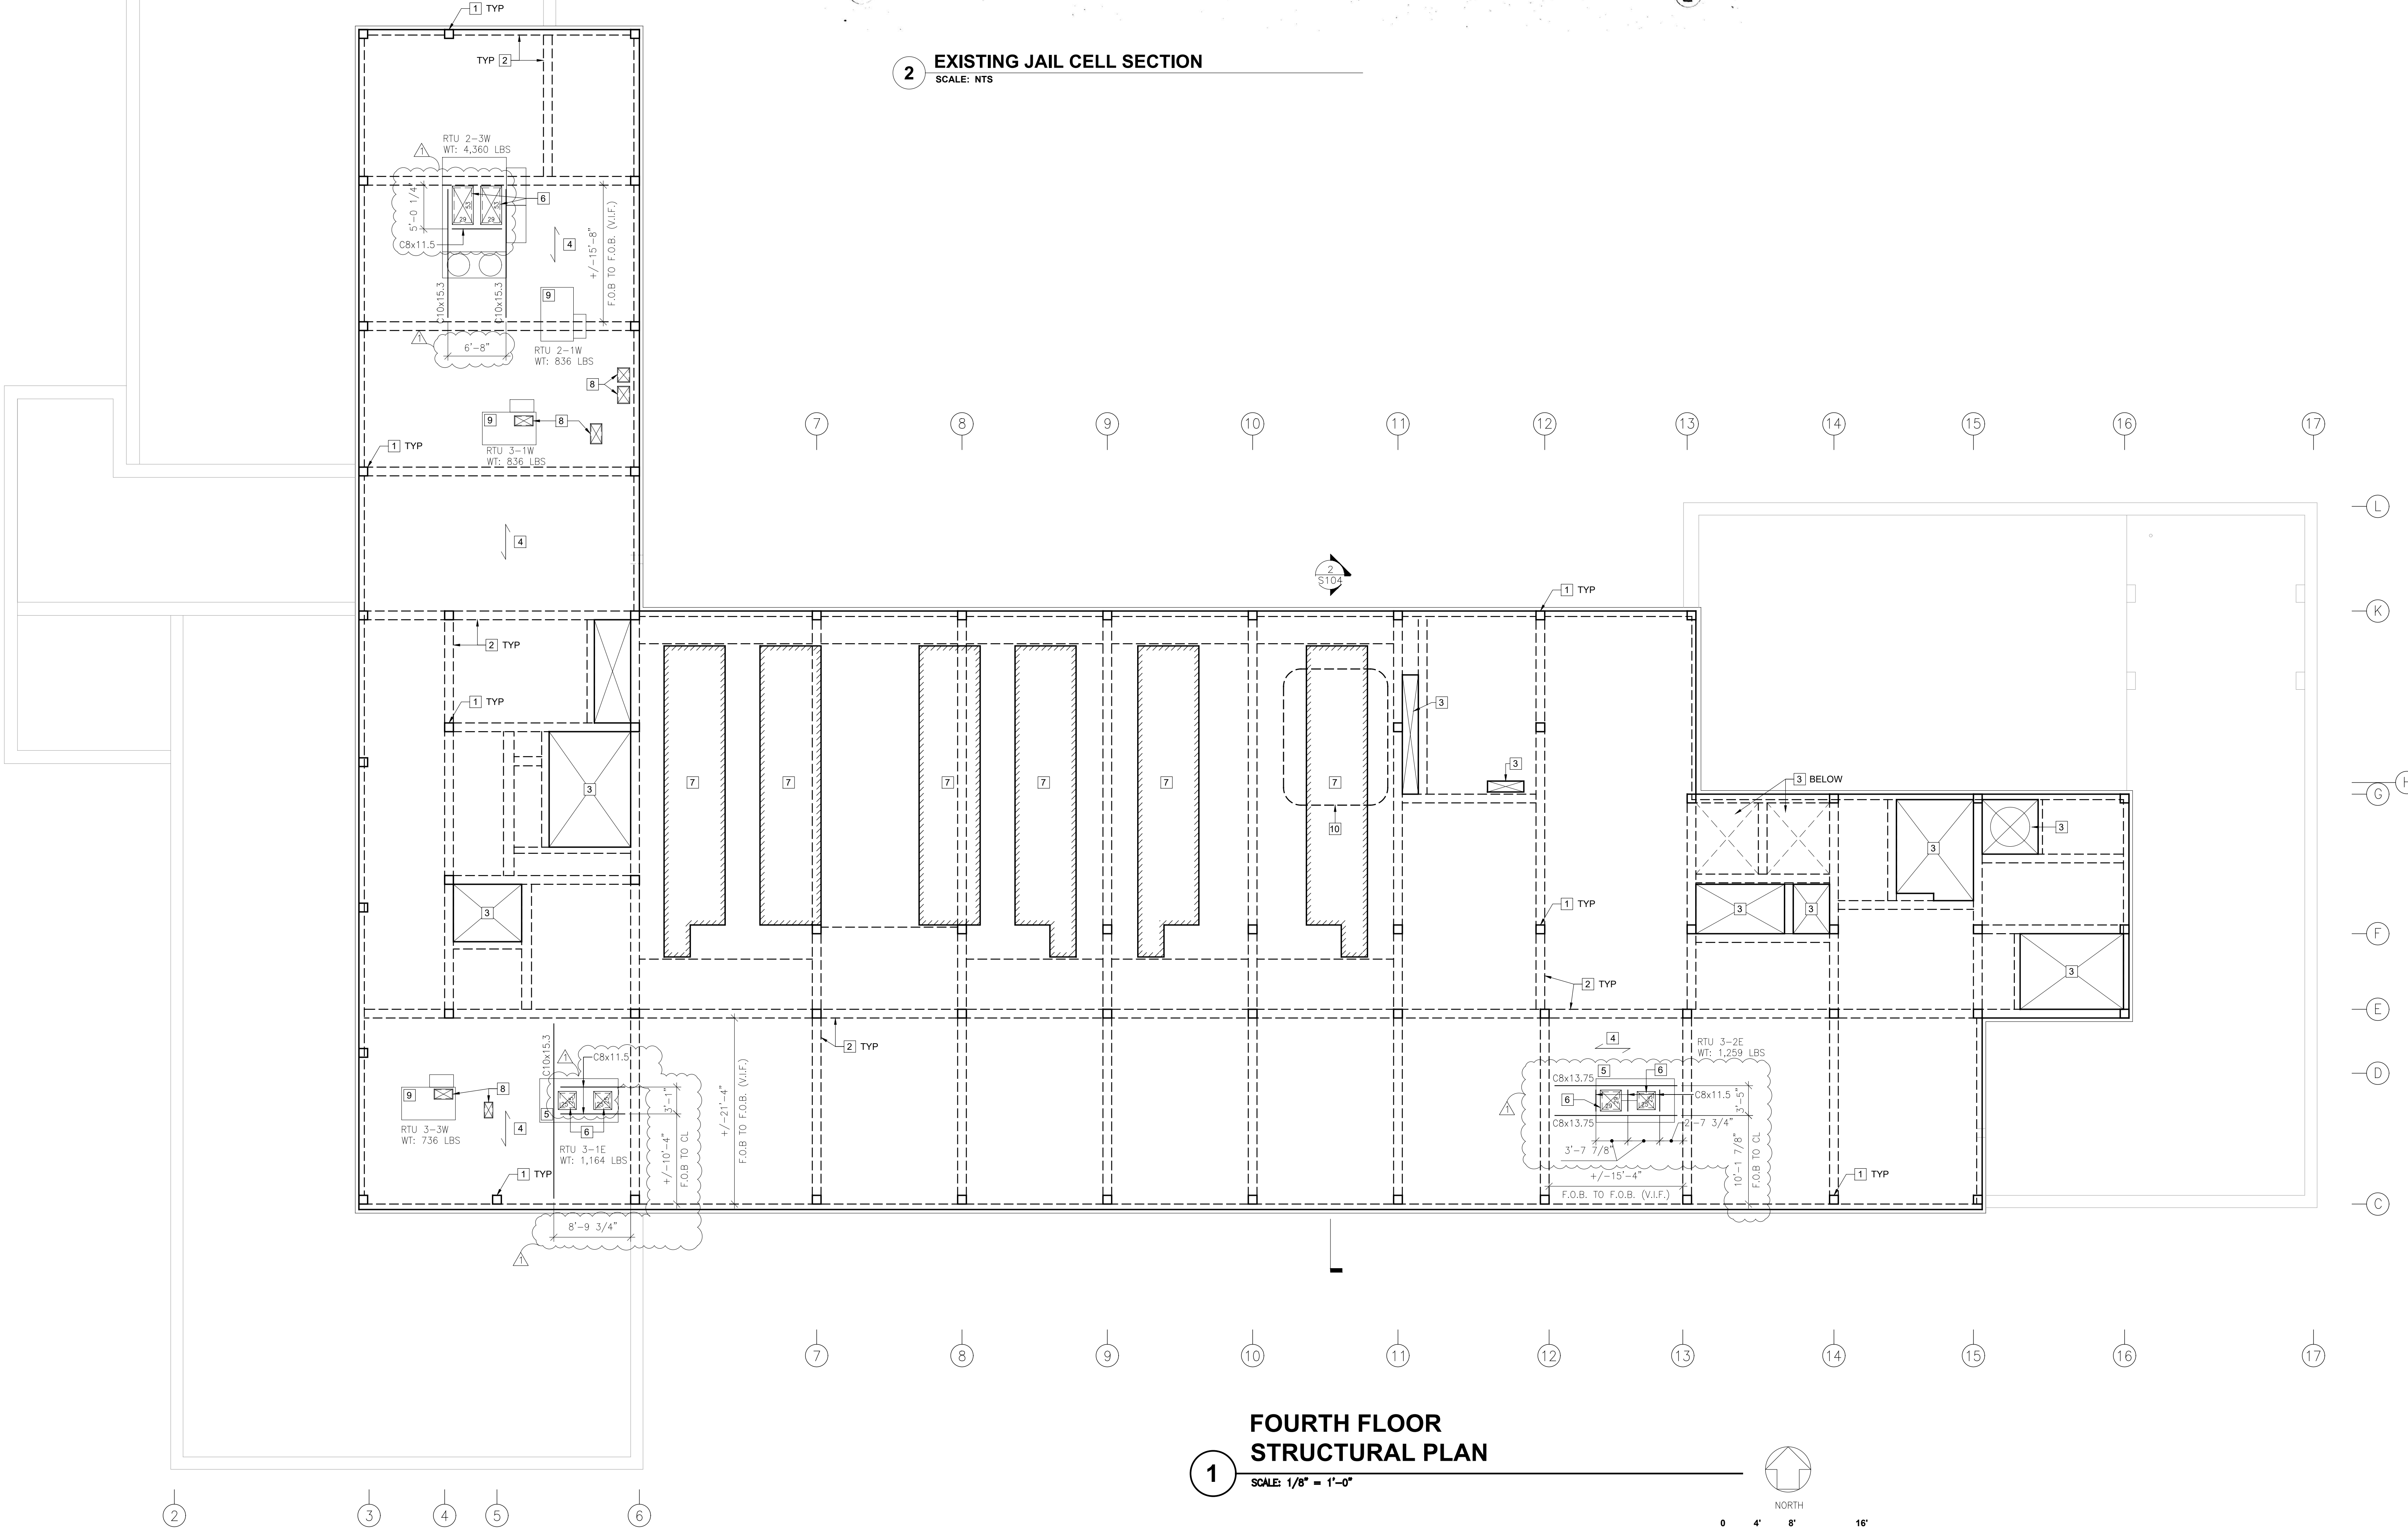 1 TYP
2 EXISTING JAIL CELL SECTION
SCALE: NTS
TYP 2
RTU 2-3W
WT: 4,360 LBS
1
6
29
29
5'-0 1/4"
C8x11.5
4
+/-15'-8"
F.O.B TO F.O.B. (V.I.F.)
C10x15.3
C10x15.3
9
1
6'-8"
RTU 2-1W
WT: 836 LBS
8
9
8
RTU 3-1W
WT: 836 LBS
1 TYP
7
8
9
10
11
12
13
14
15
16
17
L
4
2
S104
1 TYP
K
2 TYP
1 TYP
3
7
7
7
7
7
7
3
3
3 BELOW
G
10
3
3
3
3
3
3
1 TYP
F
3
2 TYP
E
C10x15.3
1
C8x11.5
2 TYP
4
RTU 3-2E
WT: 1,259 LBS
9
8
5
6
3'-1"
+/-21'-4"
F.O.B TO F.O.B. (V.I.F.)
C8x13.75
5
6
D
6
C8x11.5
3'-5"
1
C8x13.75
2'-7 3/4"
3'-7 7/8"
RTU 3-3W
WT: 736 LBS
4
RTU 3-1E
WT: 1,164 LBS
+/-10'-4"
F.O.B TO CL
10'-1 7/8"
F.O.B TO CL
1 TYP
+/-15'-4"
F.O.B. TO F.O.B. (V.I.F.)
1 TYP
C
8'-9 3/4"
1
7
8
9
10
11
12
13
14
15
16
17
FOURTH FLOOR
STRUCTURAL PLAN
1
SCALE: 1/8" = 1'-0"
NORTH
2
3
4
5
6
0 4' 8' 16'